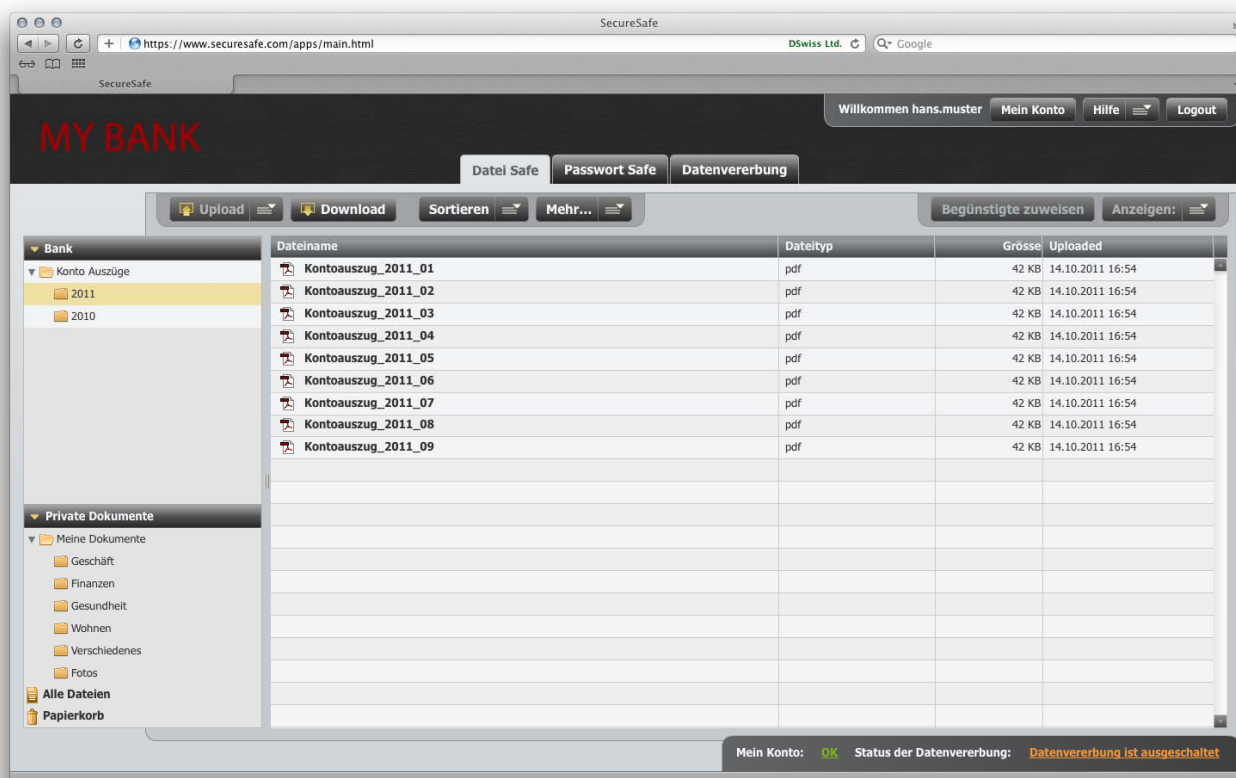 SecureSafe
https://www.securesafe.com/apps/main.html DSwiss Ltd. Google
SecureSafe
Willkommen hans.muster Mein Konto Hilfe Logout
MY BANK
Datei Safe Passwort Safe Datenvererbung
Upload Download Sortieren Mehr... Begünstigte zuweisen Anzeigen:
Bank
Konto Auszüge
2011
2010
Private Dokumente
Meine Dokumente
Geschäft
Finanzen
Gesundheit
Wohnen
Verschiedenes
Fotos
Alle Dateien
Papierkorb
Dateiname Dateityp Grösse Uploaded
Kontoauszug_2011_01 pdf 42 KB 14.10.2011 16:54
Kontoauszug_2011_02 pdf 42 KB 14.10.2011 16:54
Kontoauszug_2011_03 pdf 42 KB 14.10.2011 16:54
Kontoauszug_2011_04 pdf 42 KB 14.10.2011 16:54
Kontoauszug_2011_05 pdf 42 KB 14.10.2011 16:54
Kontoauszug_2011_06 pdf 42 KB 14.10.2011 16:54
Kontoauszug_2011_07 pdf 42 KB 14.10.2011 16:54
Kontoauszug_2011_08 pdf 42 KB 14.10.2011 16:54
Kontoauszug_2011_09 pdf 42 KB 14.10.2011 16:54
Mein Konto: OK Status der Datenvererbung: Datenvererbung ist ausgeschaltet